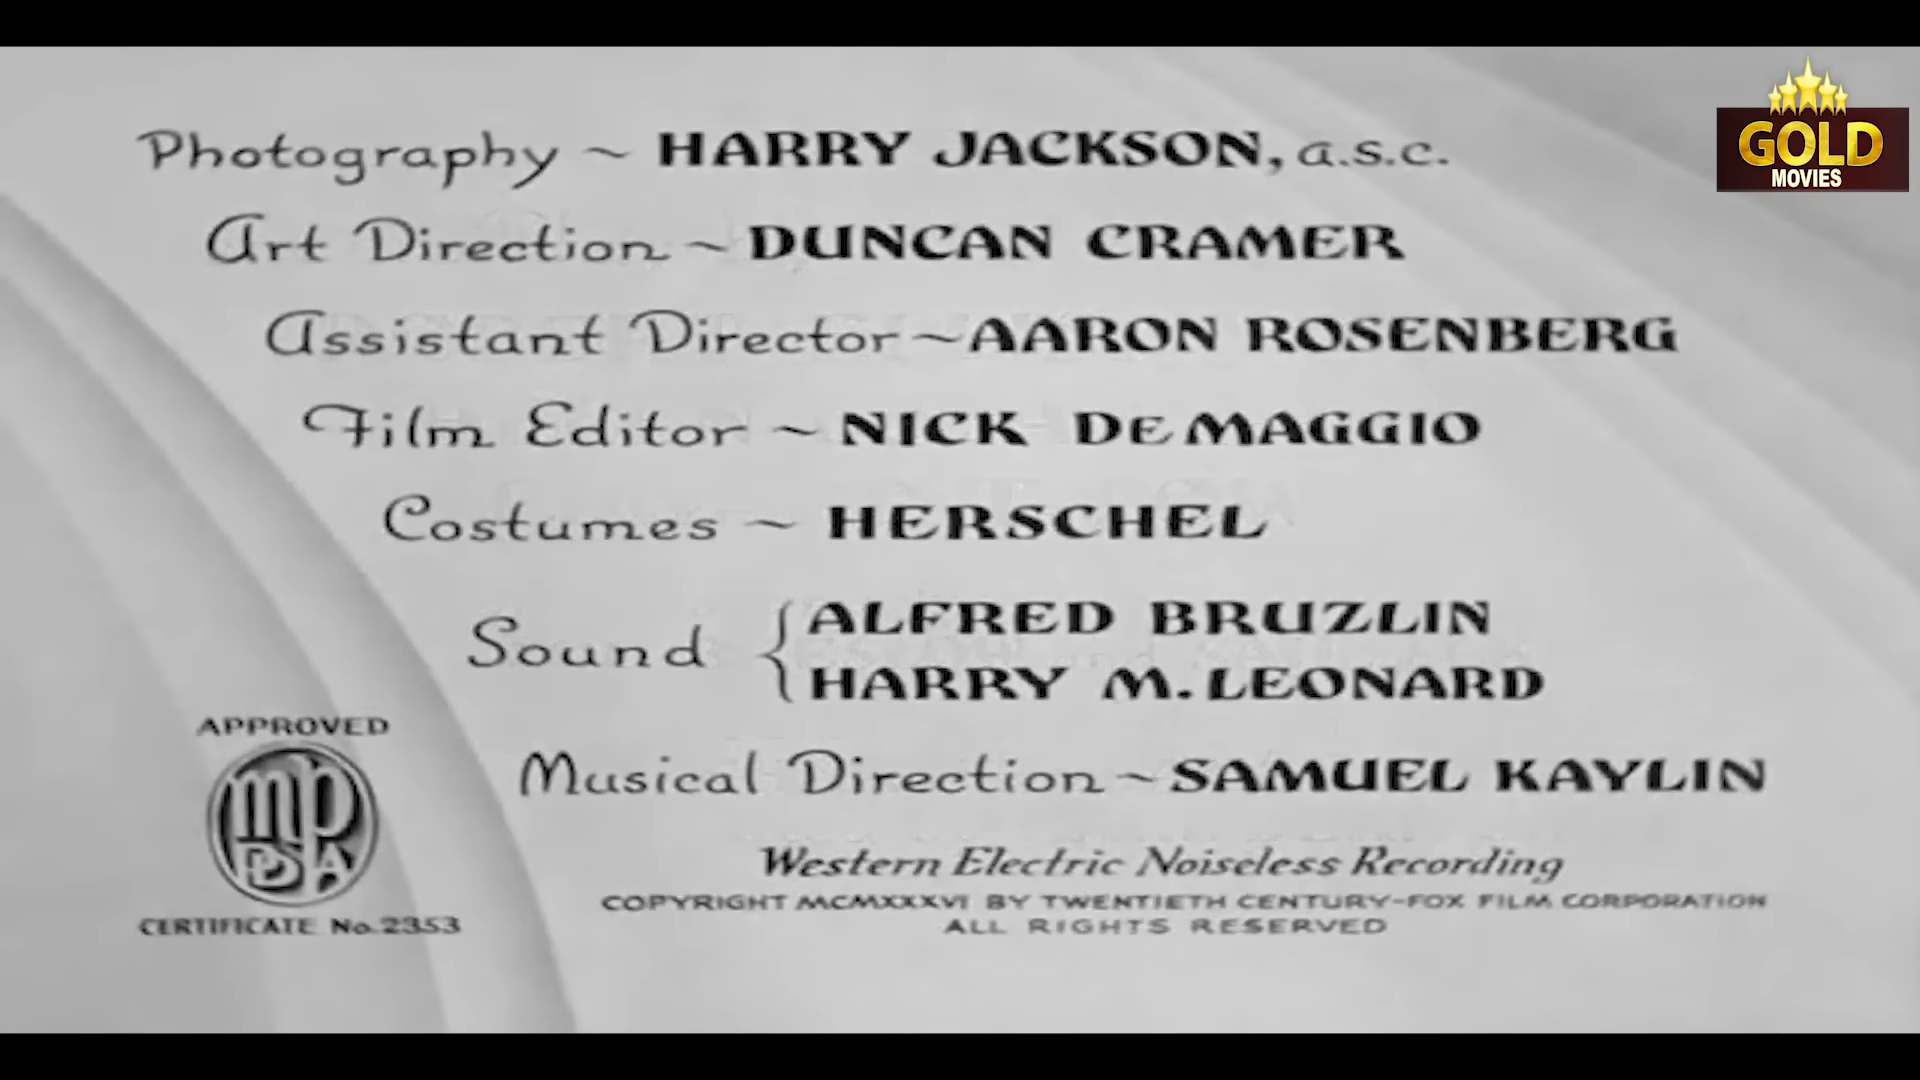 Photography ~ HARRY JACKSON, a.s.c.
Art Direction ~ DUNCAN CRAMER
Assistant Director ~ AARON ROSENBERG
Film Editor ~ NICK DeMAGGIO
Costumes ~ HERSCHEL
Sound { ALFRED BRUZLIN
HARRY M. LEONARD
Musical Direction ~ SAMUEL KAYLIN
Western Electric Noiseless Recording
COPYRIGHT MCMXXXVI BY TWENTIETH CENTURY-FOX FILM CORPORATION
ALL RIGHTS RESERVED
APPROVED
MPPDA
CERTIFICATE No. 2353
GOLD
MOVIES